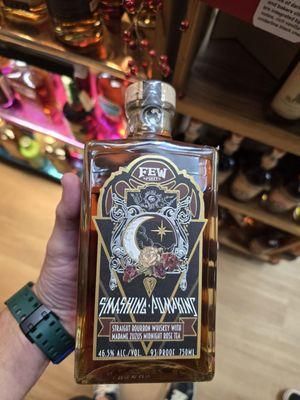 FEW
SPIRITS
SMASHING PUMPKINS
STRAIGHT BOURBON WHISKEY WITH
MADAME ZUZUS MIDNIGHT ROSE TEA
46.5% ALC/VOL. 93 PROOF 750ML